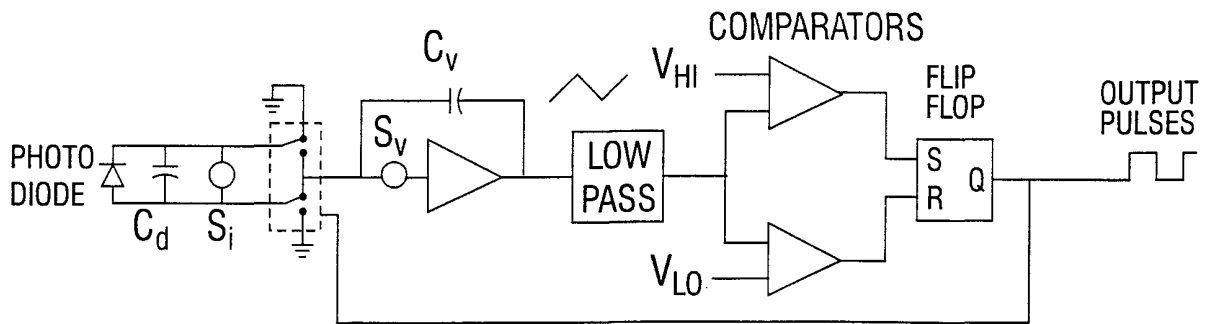 COMPARATORS
C_v
V_HI
FLIP
FLOP
OUTPUT
PULSES
S_v
PHOTO
DIODE
LOW
PASS
S
R
Q
C_d
S_i
V_LO